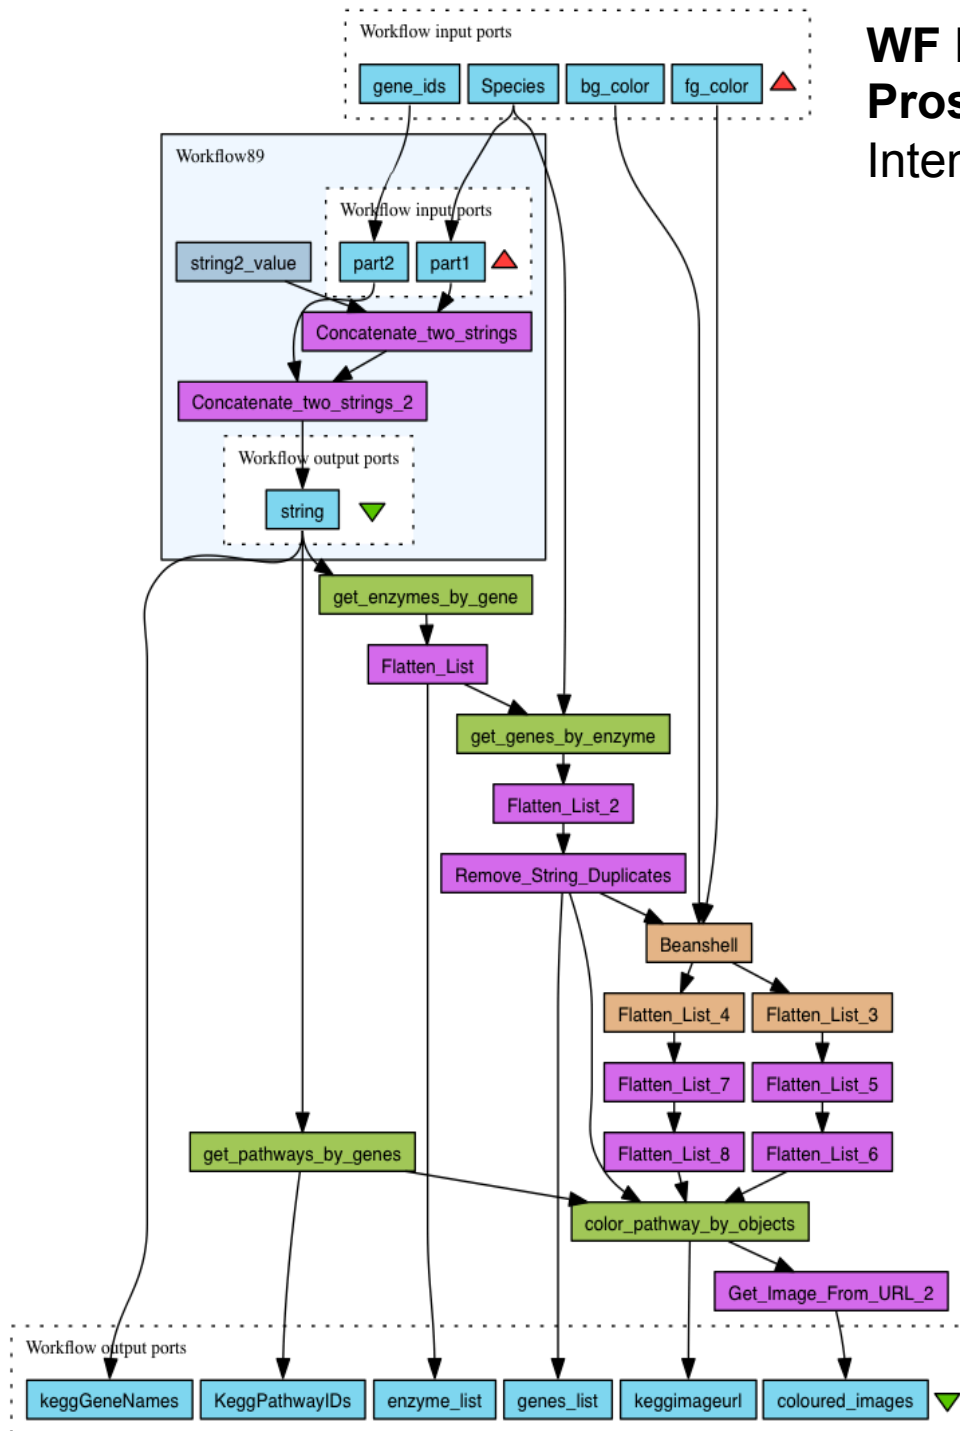 Workflow input ports
gene_ids
Species
bg_color
fg_color
WF
Pros
Inter
Workflow89
Workflow input ports
string2_value
part2
part1
Concatenate_two_strings
Concatenate_two_strings_2
Workflow output ports
string
get_enzymes_by_gene
Flatten_List
get_genes_by_enzyme
Flatten_List_2
Remove_String_Duplicates
Beanshell
Flatten_List_4
Flatten_List_3
Flatten_List_7
Flatten_List_5
get_pathways_by_genes
Flatten_List_8
Flatten_List_6
color_pathway_by_objects
Get_Image_From_URL_2
Workflow output ports
keggGeneNames
KeggPathwayIDs
enzyme_list
genes_list
keggimageurl
coloured_images